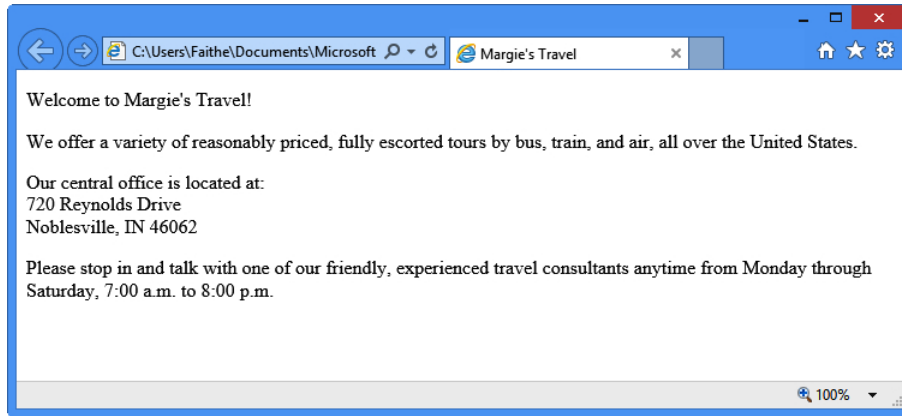 C:\Users\Faithe\Documents\Microsoft
Margie's Travel
Welcome to Margie's Travel!
We offer a variety of reasonably priced, fully escorted tours by bus, train, and air, all over the United States.
Our central office is located at:
720 Reynolds Drive
Noblesville, IN 46062
Please stop in and talk with one of our friendly, experienced travel consultants anytime from Monday through
Saturday, 7:00 a.m. to 8:00 p.m.
100%